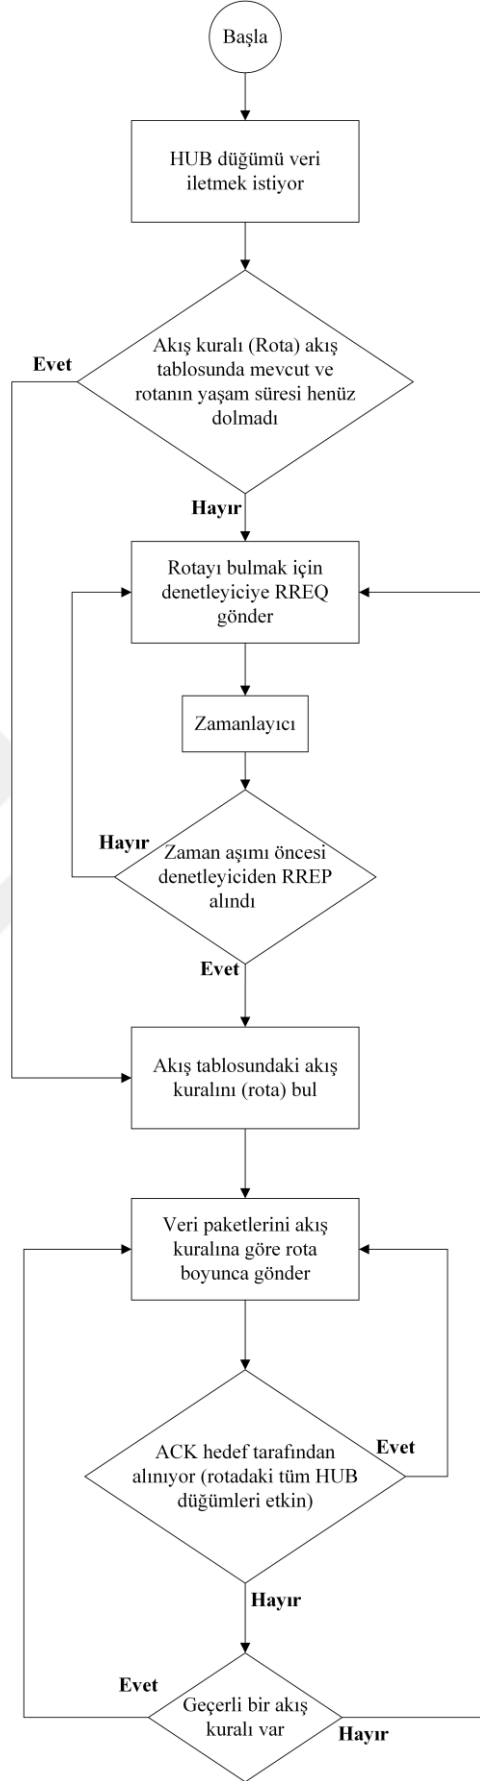 Başla
HUB düğümü veri
iletmek istiyor
Akış kuralı (Rota) akış
tablosunda mevcut ve
rotanın yaşam süresi henüz
dolmadı
Evet
Hayır
Rotayı bulmak için
denetleyiciye RREQ
gönder
Zamanlayıcı
Hayır
Zaman aşımı öncesi
denetleyiciden RREP
alındı
Evet
Akış tablosundaki akış
kuralını (rota) bul
Veri paketlerini akış
kuralına göre rota
boyunca gönder
ACK hedef tarafından
alınıyor (rotadaki tüm HUB
düğümleri etkin)
Evet
Hayır
Evet
Geçerli bir akış
kuralı var
Hayır